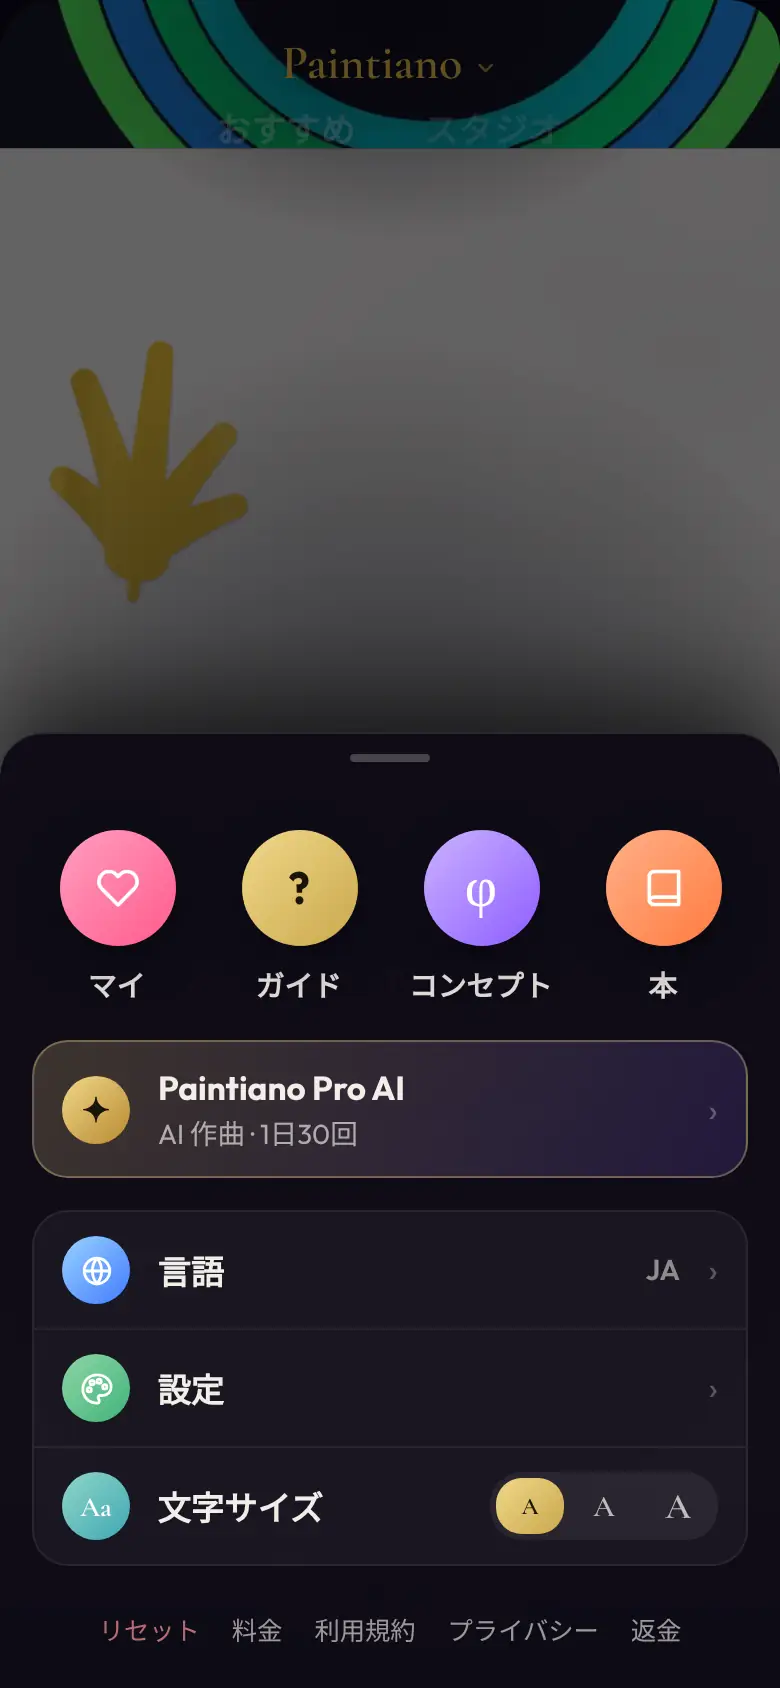 Paintiano
おすすめ スタジオ
?
φ
マイ ガイド コンセプト 本
Paintiano Pro AI
AI 作曲·1日30回
言語 JA
設定
Aa 文字サイズ A A A
リセット 料金 利用規約 プライバシー 返金